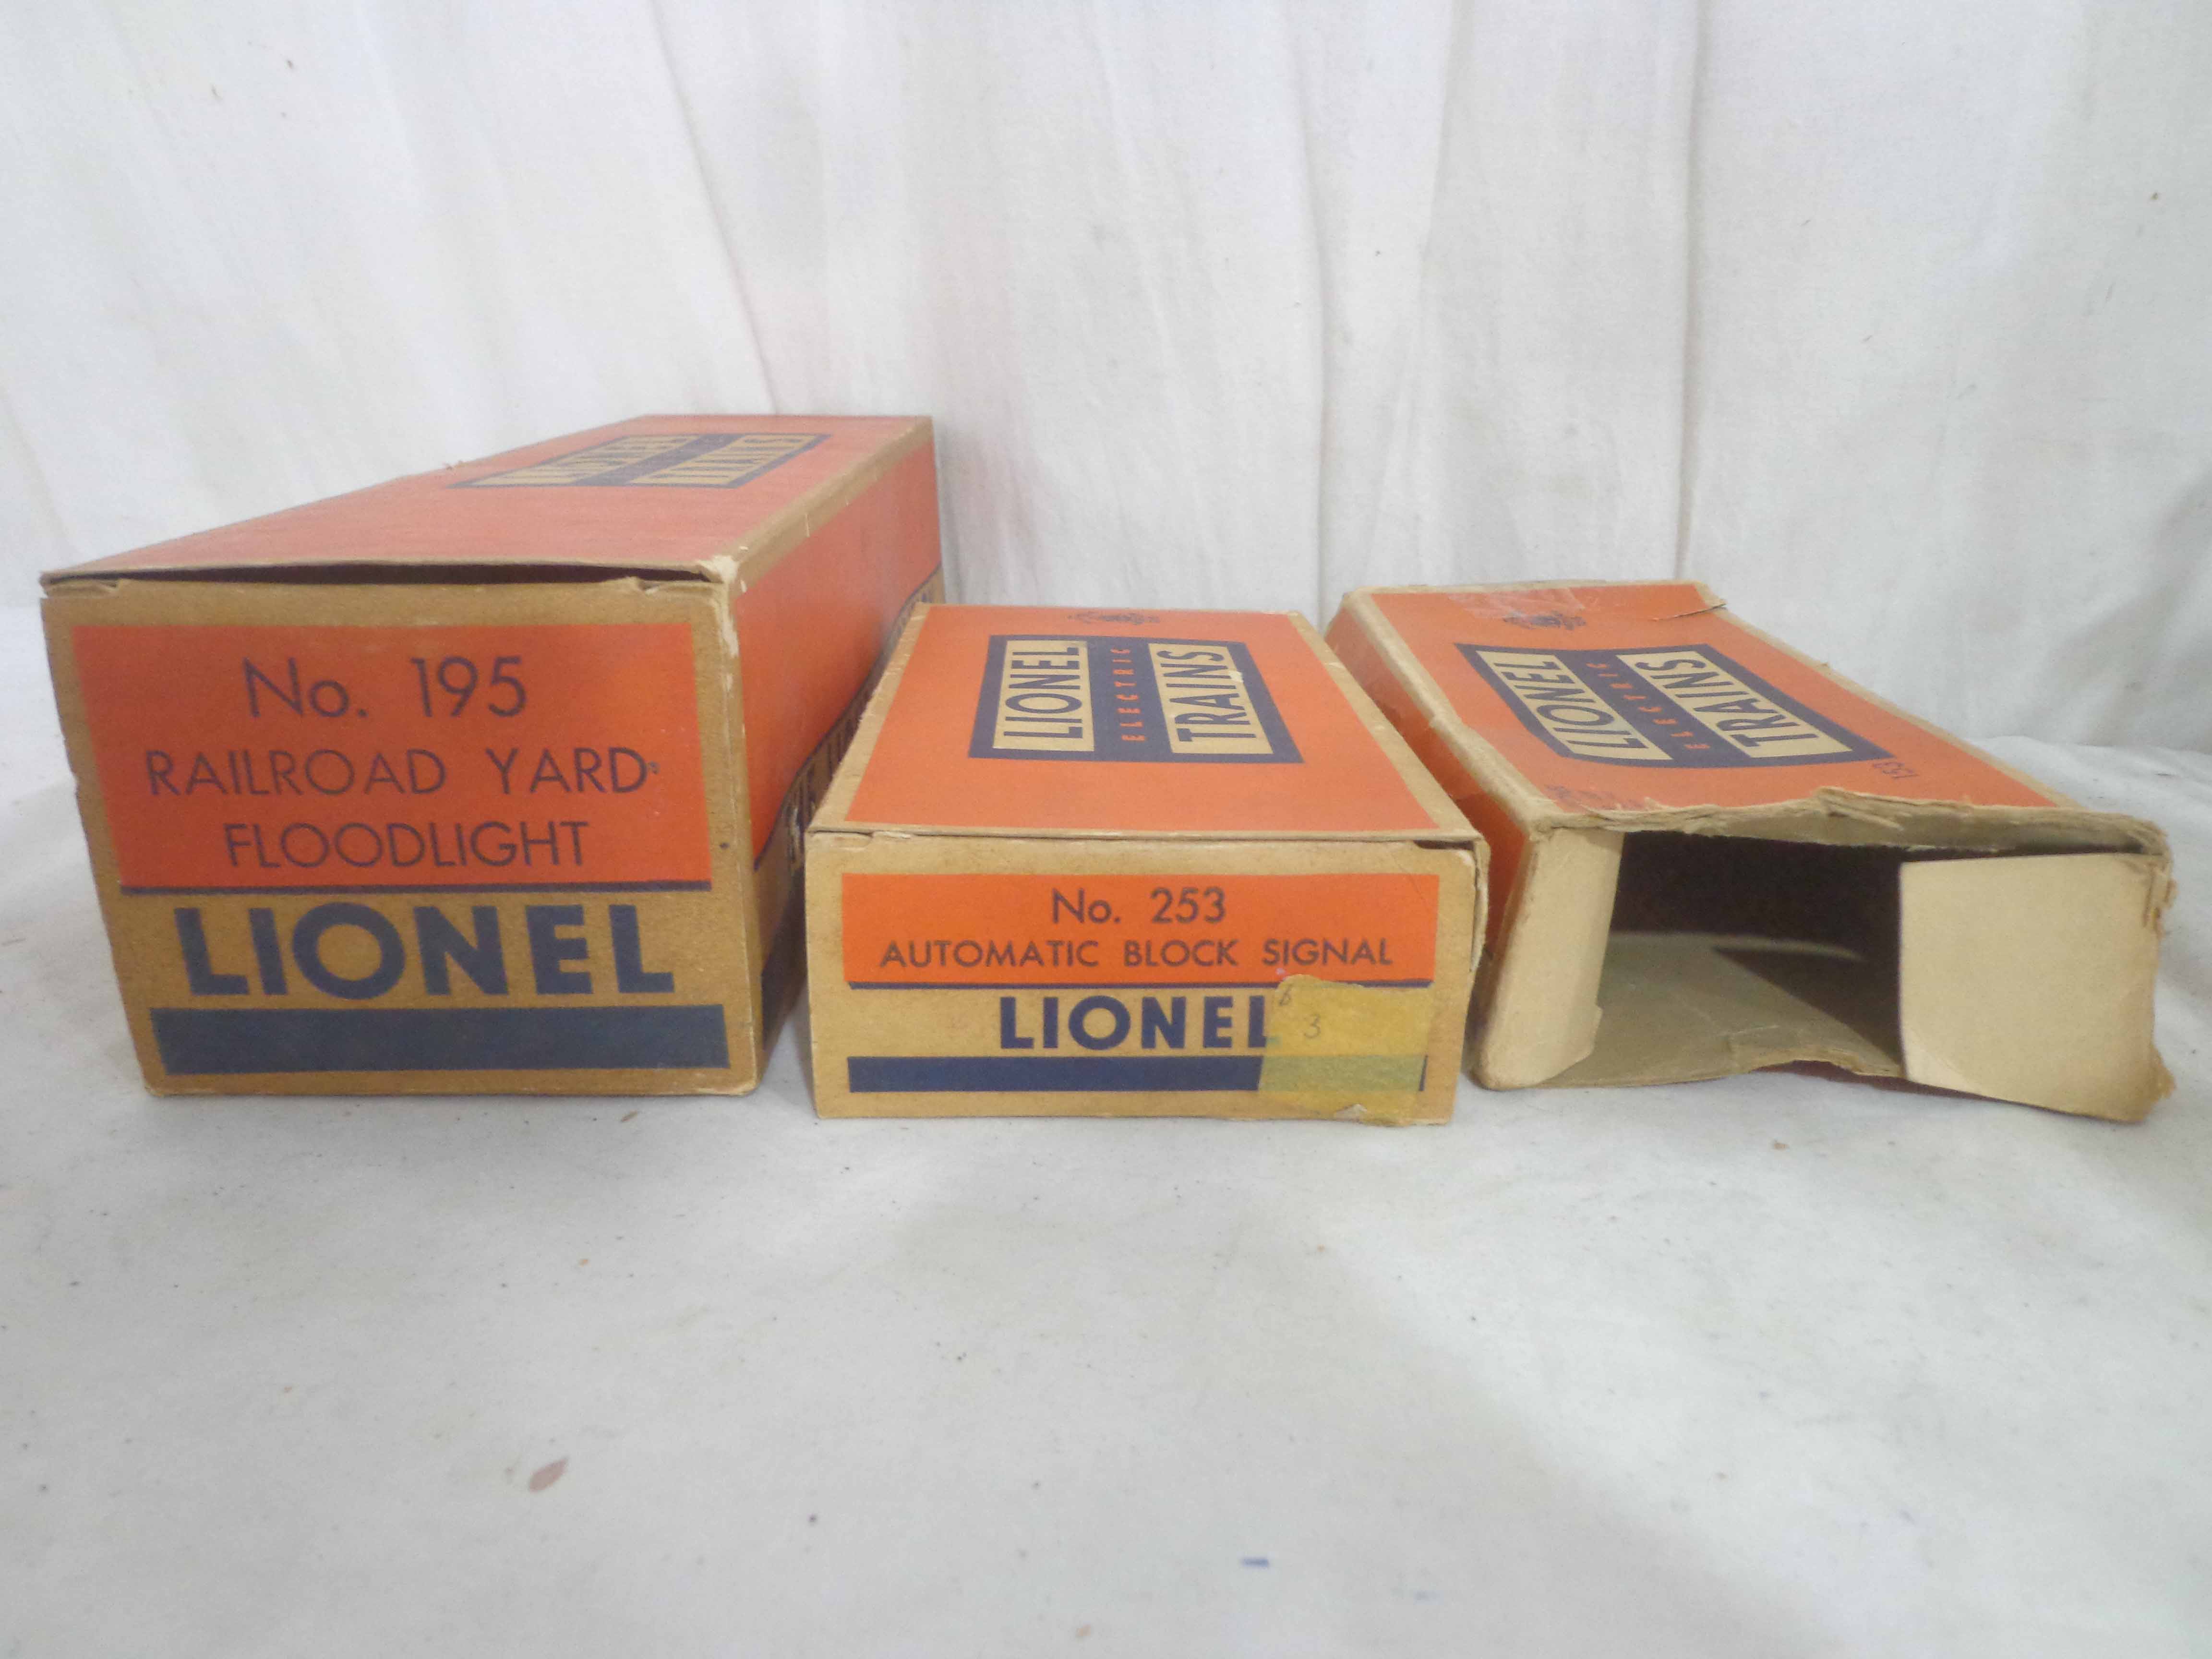 No. 195
RAILROAD YARD
FLOODLIGHT
LIONEL
LIONEL
TRAINS
No. 253
AUTOMATIC BLOCK SIGNAL
LIONEL
3
LIONEL
ELECTRIC
TRAINS
LIONEL
ELECTRIC
TRAINS
153